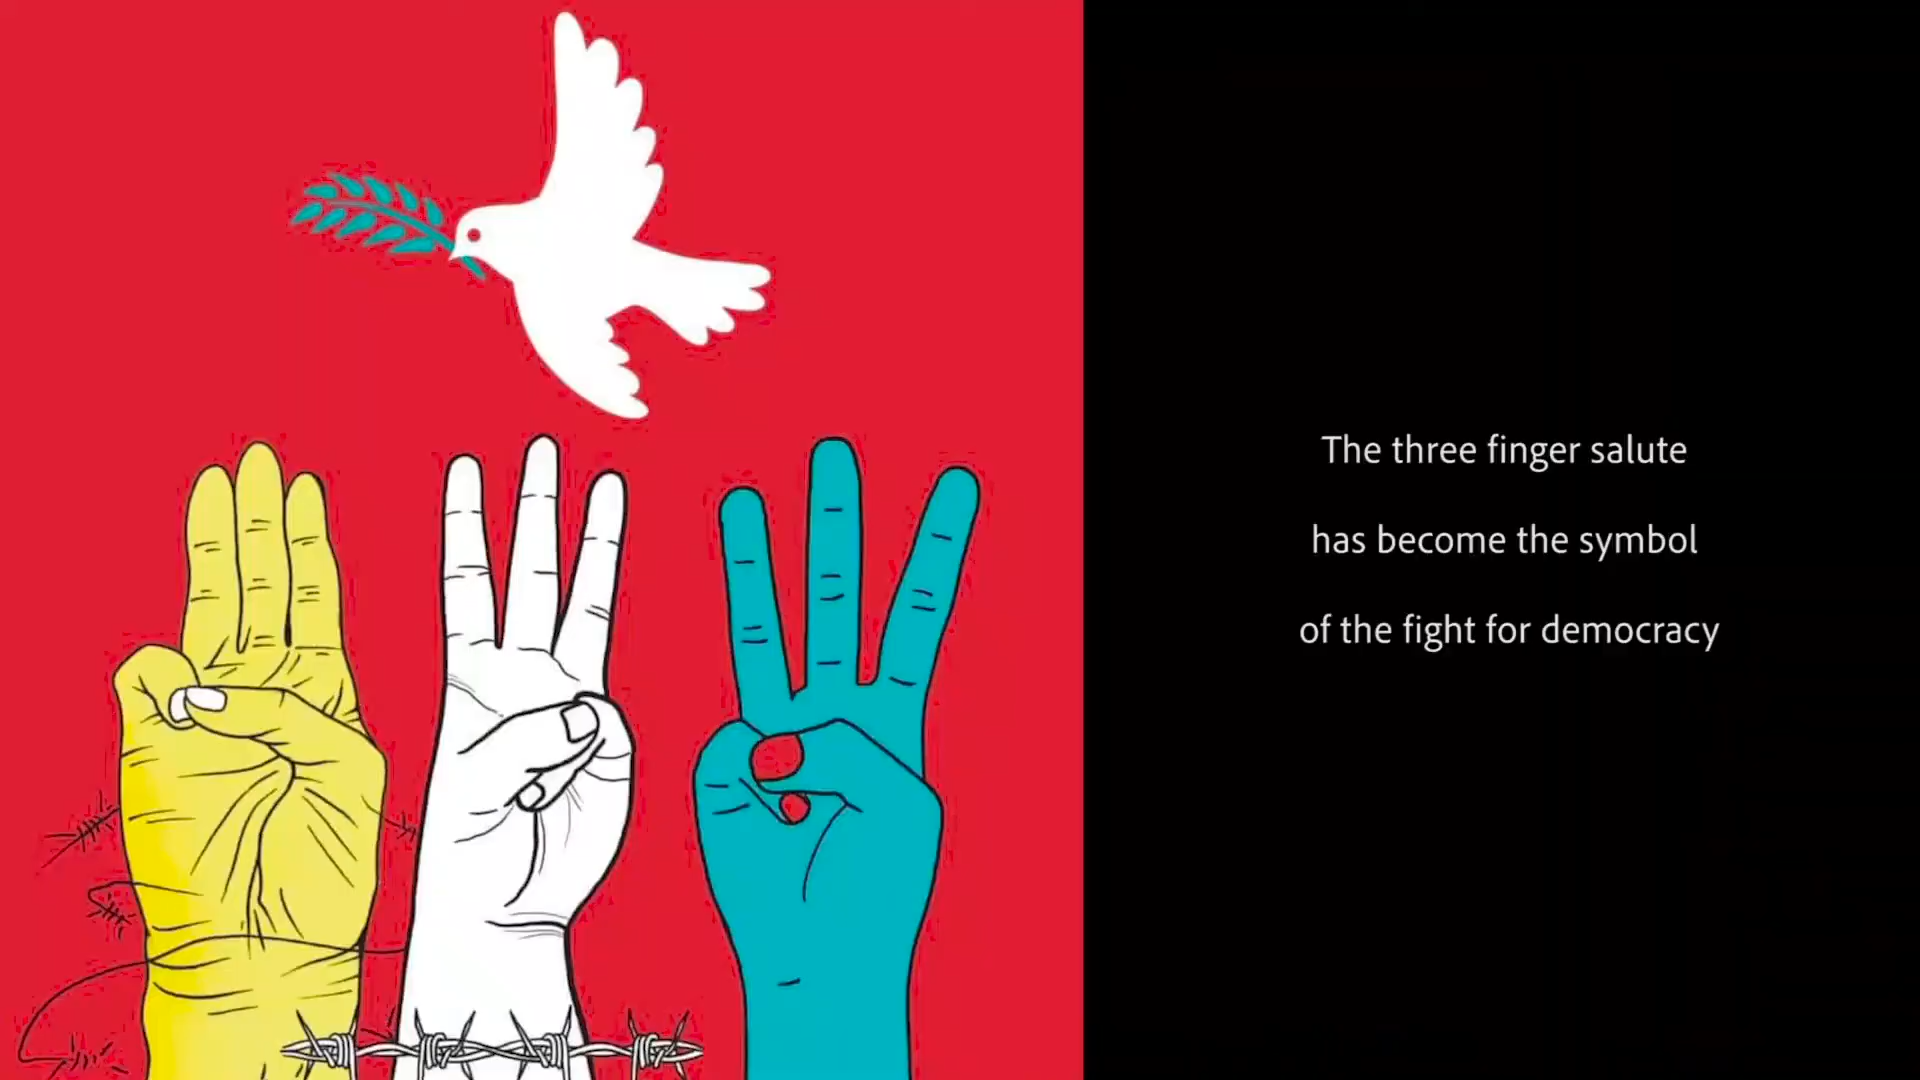 The three finger salute
has become the symbol
of the fight for democracy